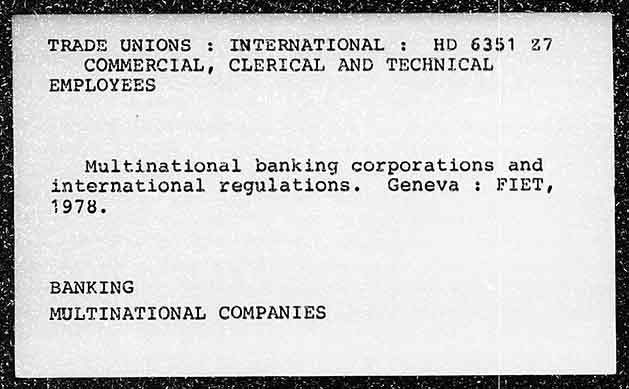 TRADE UNIONS : INTERNATIONAL : HD 6351 Z7
COMMERCIAL, CLERICAL AND TECHNICAL
EMPLOYEES
Multinational banking corporations and
international regulations. Geneva : FIET,
1978.
BANKING
MULTINATIONAL COMPANIES